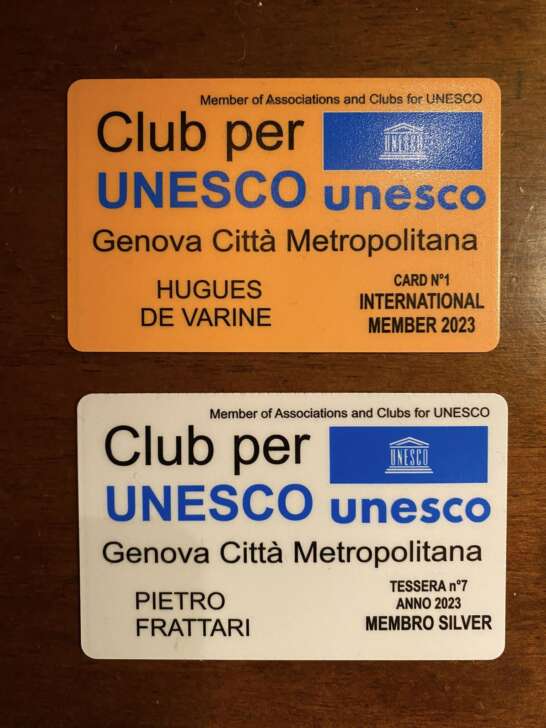 Member of Associations and Clubs for UNESCO
Club per
UNESCO
UNESCO
unesco
Genova Città Metropolitana
HUGUES
DE VARINE
CARD N°1
INTERNATIONAL
MEMBER 2023
Member of Associations and Clubs for UNESCO
Club per
UNESCO
UNESCO
unesco
Genova Città Metropolitana
PIETRO
FRATTARI
TESSERA n°7
ANNO 2023
MEMBRO SILVER